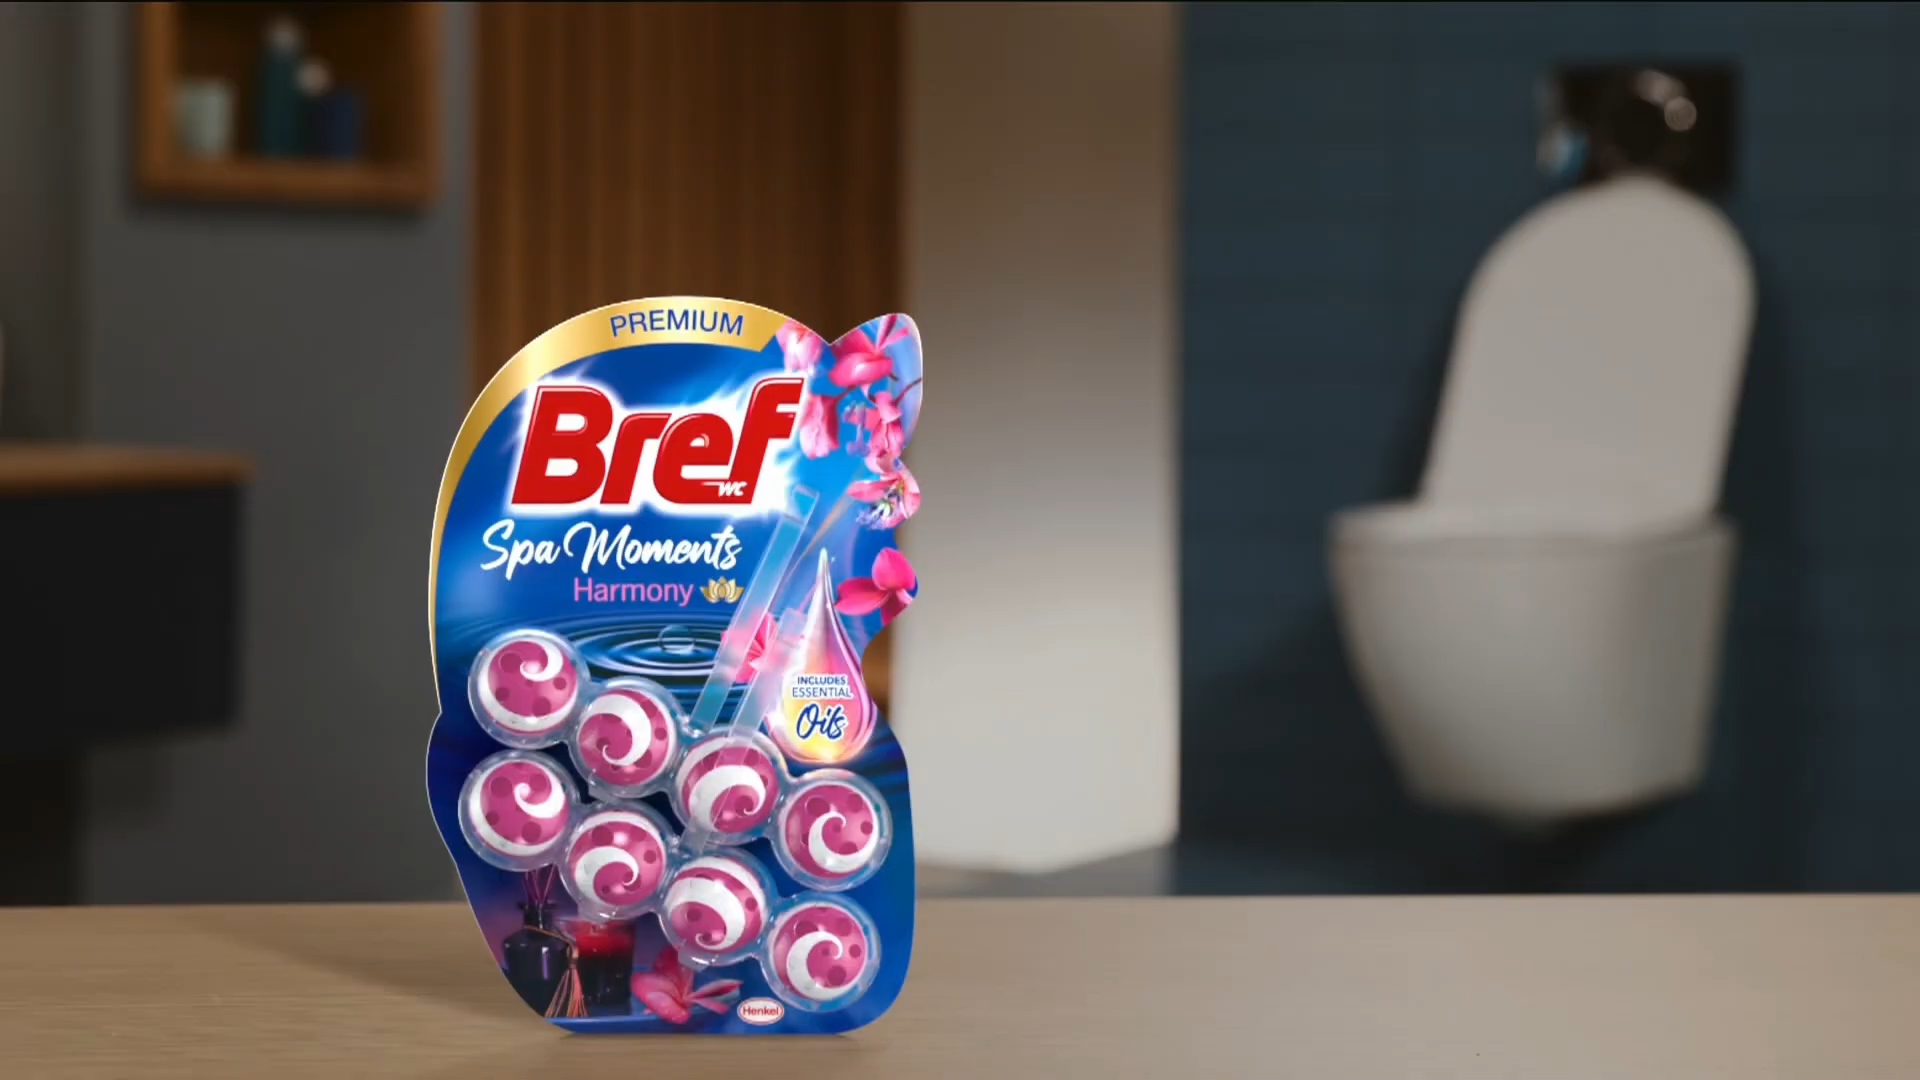 PREMIUM
Bref
WC
Spa Moments
Harmony
INCLUDES
ESSENTIAL
Oils
Henkel